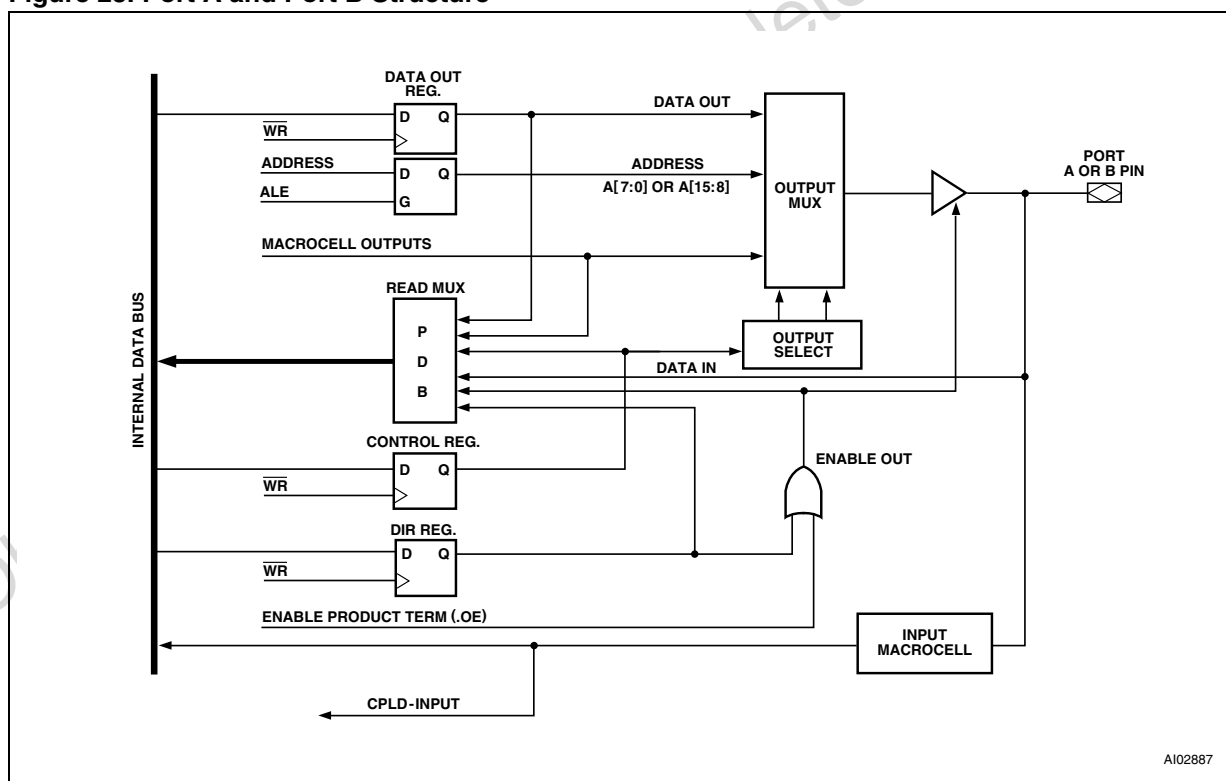 DATA OUT
REG.
D Q
WR
DATA OUT
ADDRESS
D Q
ALE
G
ADDRESS
A[7:0] OR A[15:8]
OUTPUT
MUX
PORT
A OR B PIN
MACROCELL OUTPUTS
READ MUX
P
D
B
OUTPUT
SELECT
DATA IN
INTERNAL DATA BUS
CONTROL REG.
D Q
WR
ENABLE OUT
DIR REG.
D Q
WR
ENABLE PRODUCT TERM (.OE)
INPUT
MACROCELL
CPLD-INPUT
AI02887